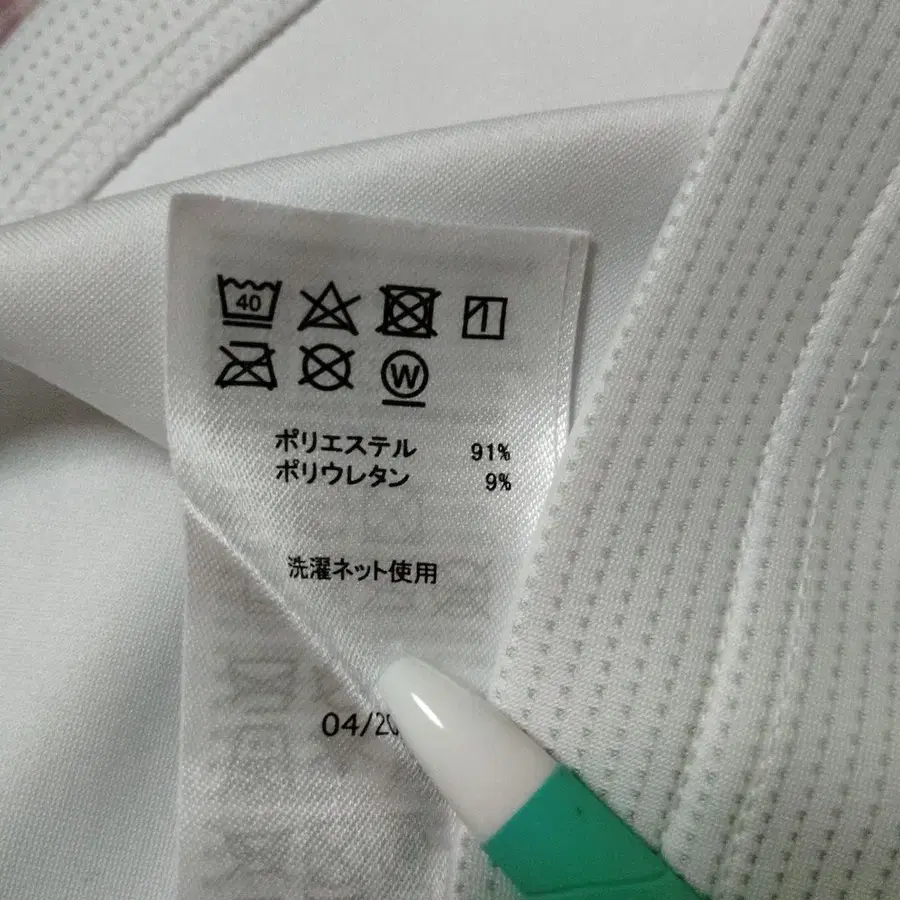 40
W
ポリエステル 91%
ポリウレタン 9%
洗濯ネット使用
04/20